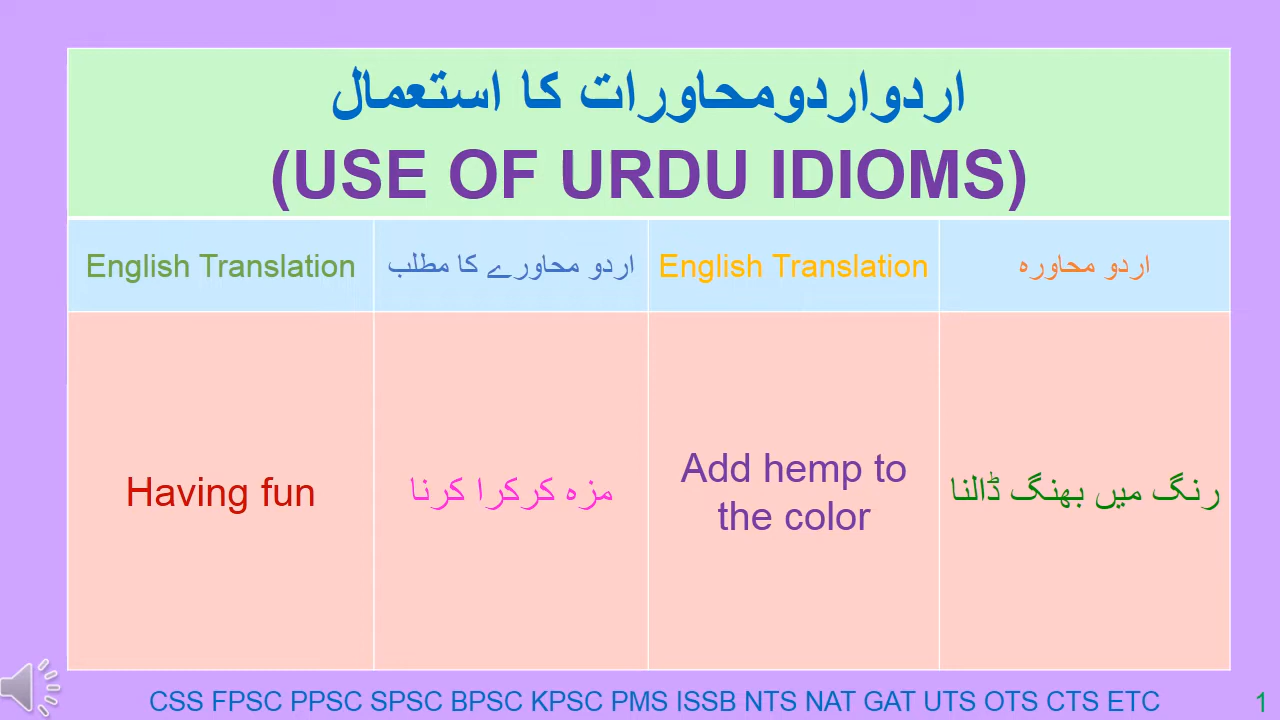 اردواردومحاورات کا استعمال
(USE OF URDU IDIOMS)
English Translation
اردو محاورے کا مطلب
English Translation
اردو محاورہ
Having fun
مزہ کرکرا کرنا
Add hemp to
the color
رنگ میں بھنگ ڈالنا
CSS FPSC PPSC SPSC BPSC KPSC PMS ISSB NTS NAT GAT UTS OTS CTS ETC
1